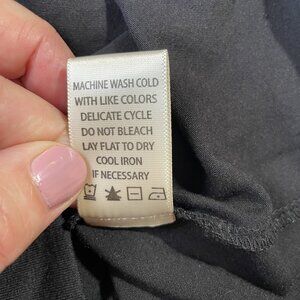 MACHINE WASH COLD
WITH LIKE COLORS
DELICATE CYCLE
DO NOT BLEACH
LAY FLAT TO DRY
COOL IRON
IF NECESSARY